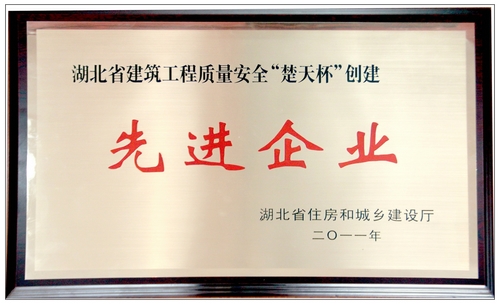 湖北省建筑工程质量安全“楚天杯”创建
先进企业
湖北省住房和城乡建设厅
二〇一一年